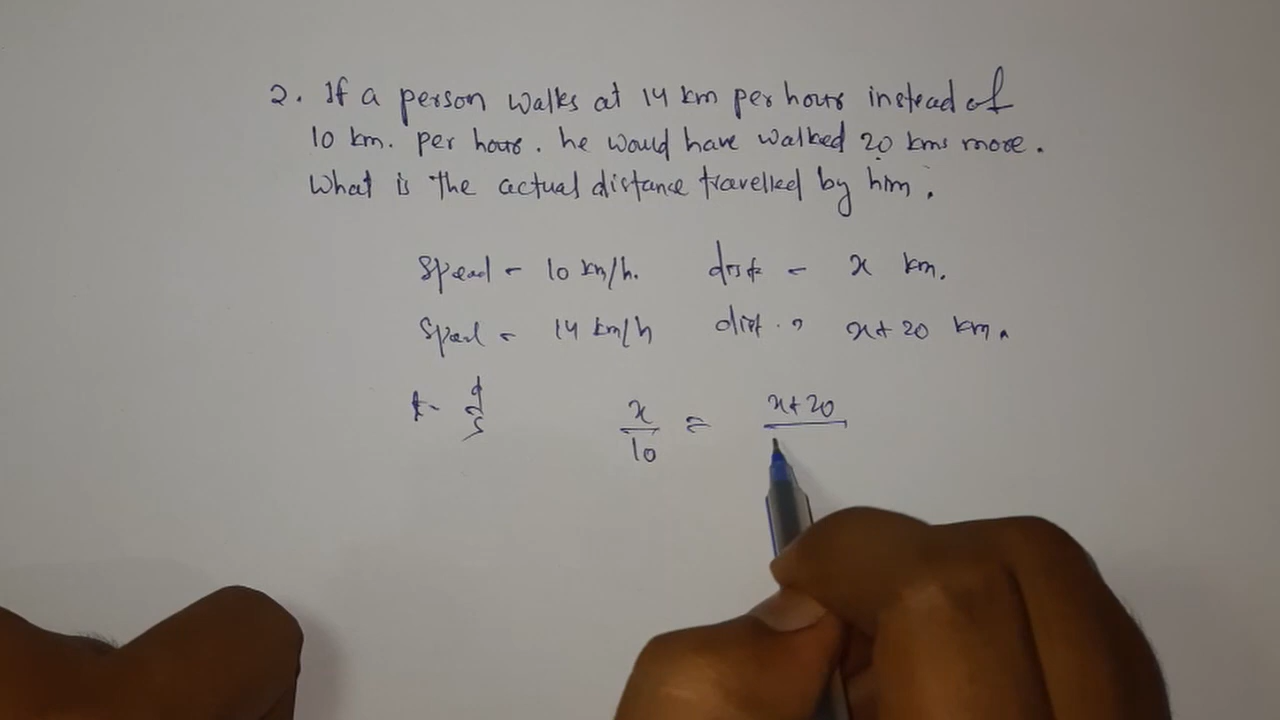 2. If a person walks at 14 km per hour instead of
10 km. per hour. he would have walked 20 kms more.
What is the actual distance travelled by him.
Speed = 10 km/h. dist = x km.
Speed = 14 km/h dist. = x+20 km.
t = d/s x/10 = x+20